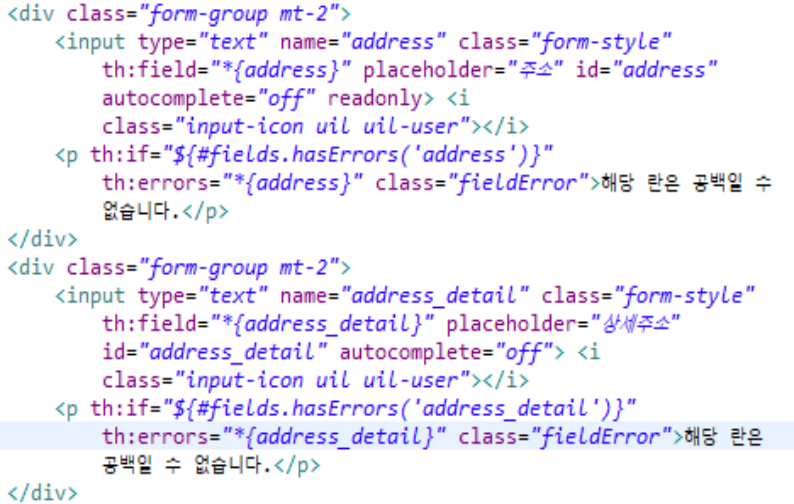 <div class="form-group mt-2">
<input type="text" name="address" class="form-style"
th:field="*{address}" placeholder="주소" id="address"
autocomplete="off" readonly> <i
class="input-icon uil uil-user"></i>
<p th:if="${#fields.hasErrors('address')}"
th:errors="*{address}" class="fieldError">해당 란은 공백일 수
없습니다.</p>
</div>
<div class="form-group mt-2">
<input type="text" name="address_detail" class="form-style"
th:field="*{address_detail}" placeholder="상세주소"
id="address_detail" autocomplete="off"> <i
class="input-icon uil uil-user"></i>
<p th:if="${#fields.hasErrors('address_detail')}"
th:errors="*{address_detail}" class="fieldError">해당 란은
공백일 수 없습니다.</p>
</div>